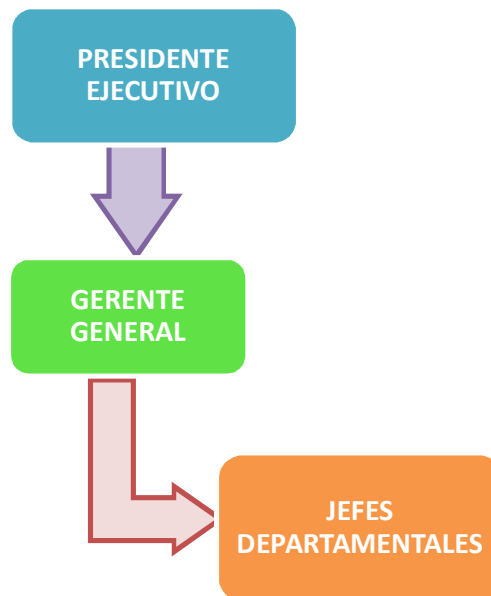 PRESIDENTE
EJECUTIVO
GERENTE
GENERAL
JEFES
DEPARTAMENTALES